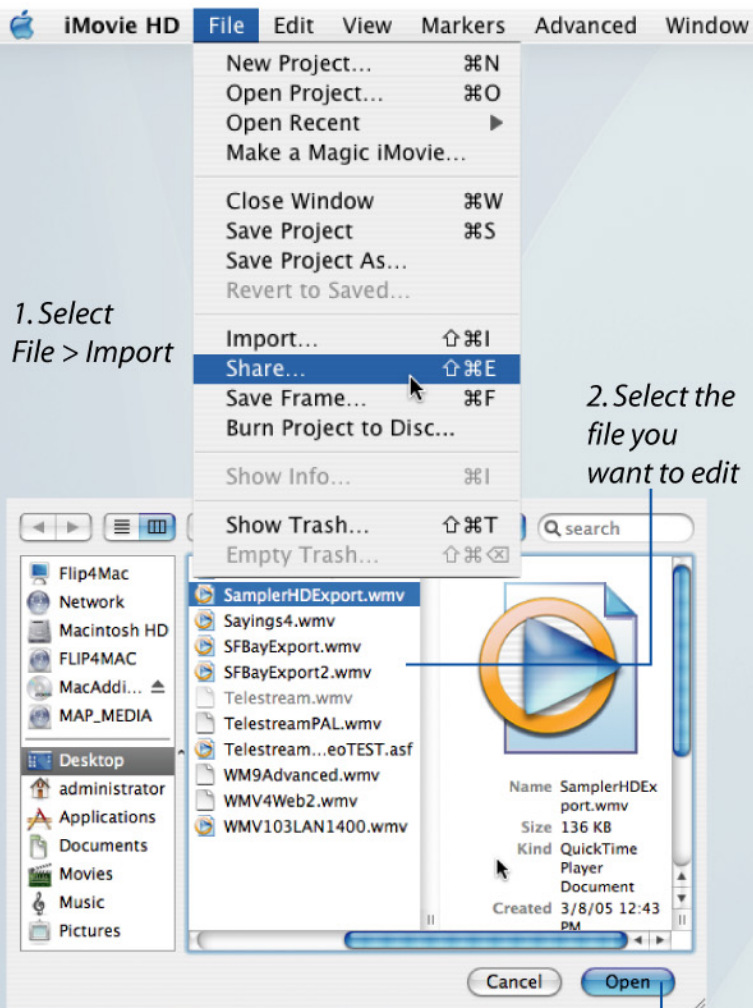 iMovie HD File Edit View Markers Advanced Window
New Project... ⌘N
Open Project... ⌘O
Open Recent ▶
Make a Magic iMovie...
Close Window ⌘W
Save Project ⌘S
Save Project As...
Revert to Saved...
Import... ⇧⌘I
Share... ⇧⌘E
Save Frame... ⌘F
Burn Project to Disc...
Show Info... ⌘I
Show Trash... ⇧⌘T
Empty Trash... ⇧⌘⌫
1. Select
File > Import
2. Select the
file you
want to edit
search
Flip4Mac
Network
Macintosh HD
FLIP4MAC
MacAddi...
MAP_MEDIA
Desktop
administrator
Applications
Documents
Movies
Music
Pictures
SamplerHDExport.wmv
Sayings4.wmv
SFBayExport.wmv
SFBayExport2.wmv
Telestream.wmv
TelestreamPAL.wmv
Telestream...eoTEST.asf
WM9Advanced.wmv
WMV4Web2.wmv
WMV103LAN1400.wmv
Name SamplerHDEx
port.wmv
Size 136 KB
Kind QuickTime
Player
Document
Created 3/8/05 12:43
PM
Cancel Open